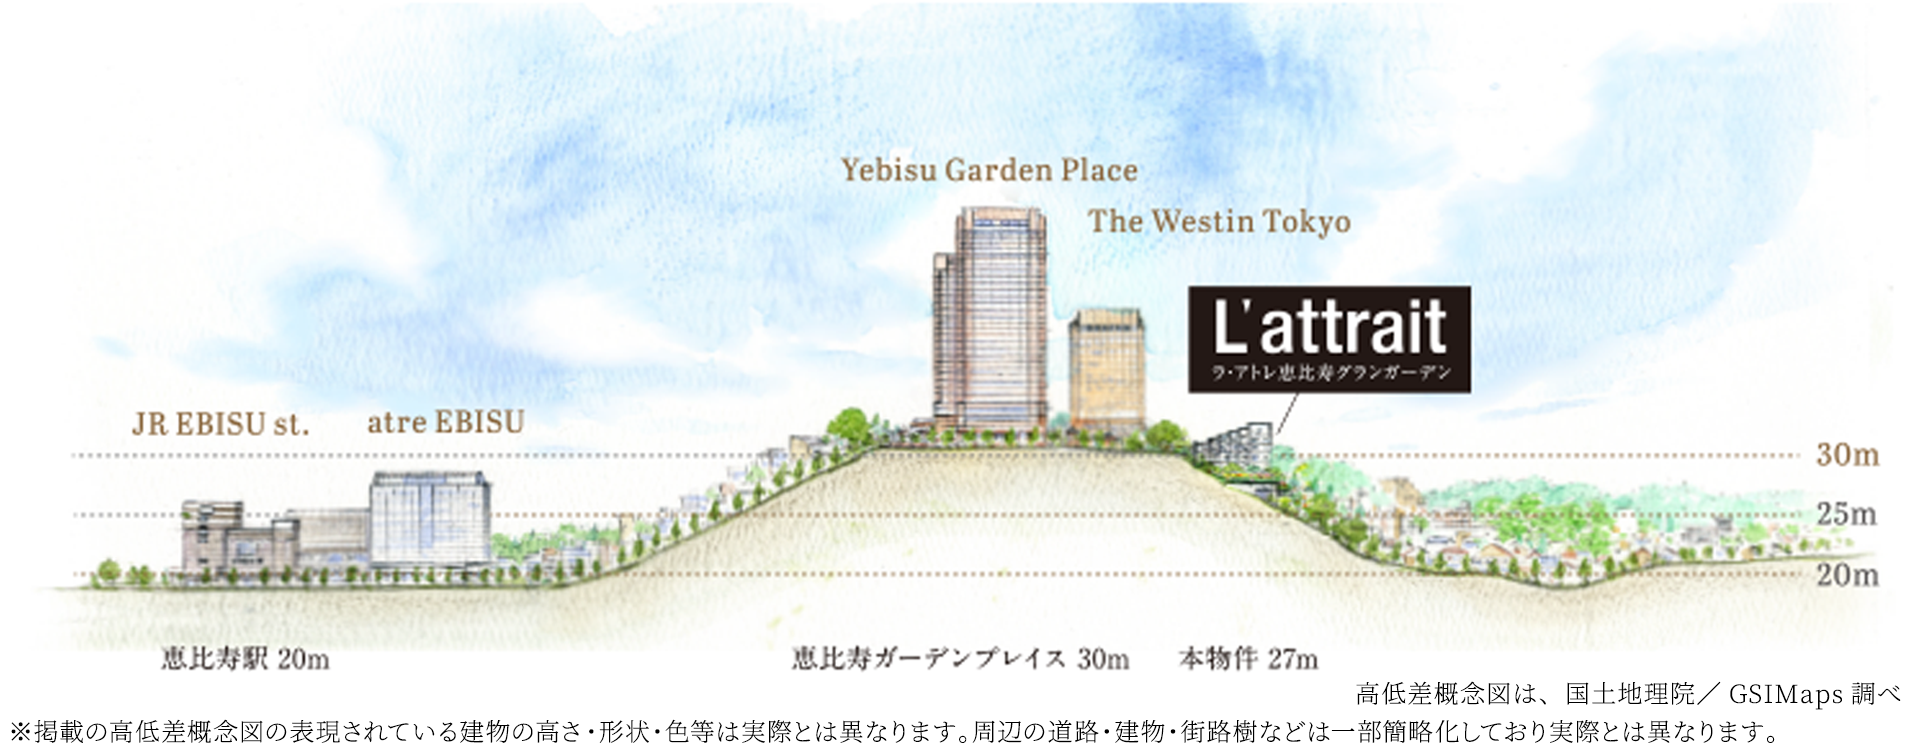 Yebisu Garden Place
The Westin Tokyo
L'attrait
ラ・アトレ恵比寿グランガーデン
JR EBISU st.
atre EBISU
30m
25m
20m
恵比寿駅 20m
恵比寿ガーデンプレイス 30m
本物件 27m
高低差概念図は、国土地理院／GSIMaps 調べ
※掲載の高低差概念図の表現されている建物の高さ・形状・色等は実際とは異なります。周辺の道路・建物・街路樹などは一部簡略化しており実際とは異なります。